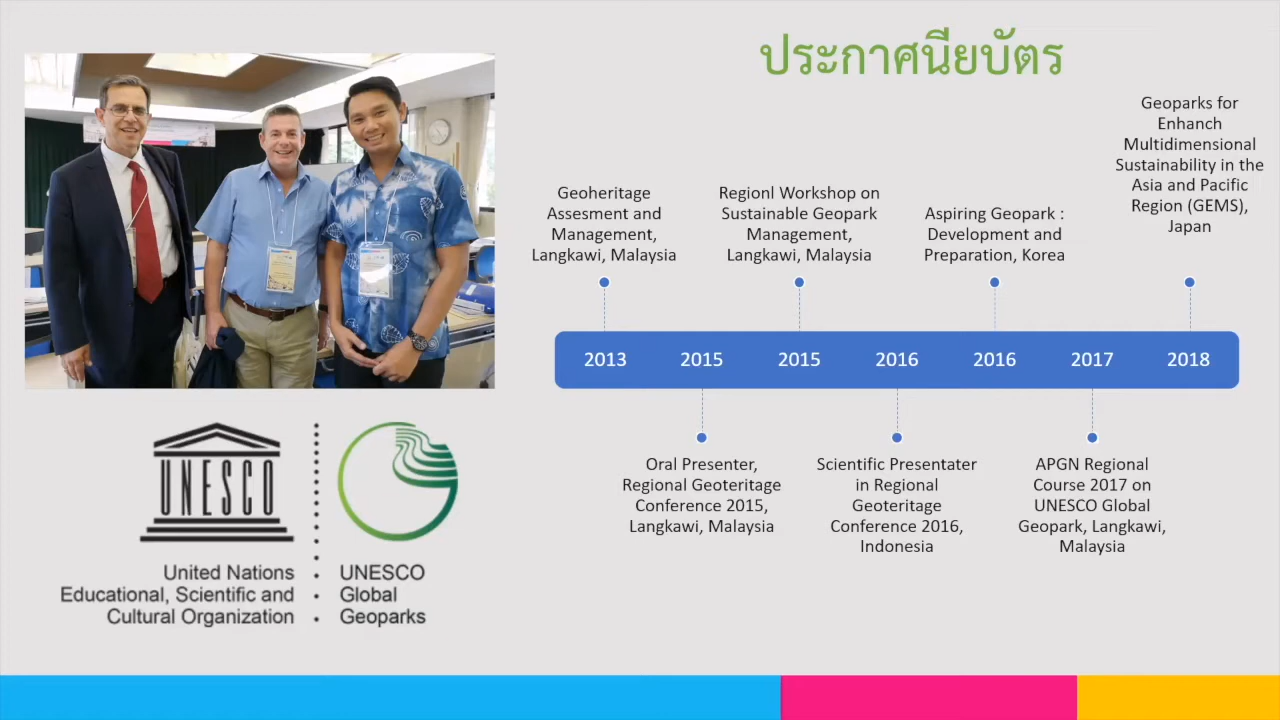 ประกาศนียบัตร
Geoheritage
Assesment and
Management,
Langkawi, Malaysia
Regionl Workshop on
Sustainable Geopark
Management,
Langkawi, Malaysia
Aspiring Geopark :
Development and
Preparation, Korea
Geoparks for
Enhanch
Multidimensional
Sustainability in the
Asia and Pacific
Region (GEMS),
Japan
2013 2015 2015 2016 2016 2017 2018
Oral Presenter,
Regional Geoteritage
Conference 2015,
Langkawi, Malaysia
Scientific Presentater
in Regional
Geoteritage
Conference 2016,
Indonesia
APGN Regional
Course 2017 on
UNESCO Global
Geopark, Langkawi,
Malaysia
UNESCO
United Nations
Educational, Scientific and
Cultural Organization
UNESCO
Global
Geoparks